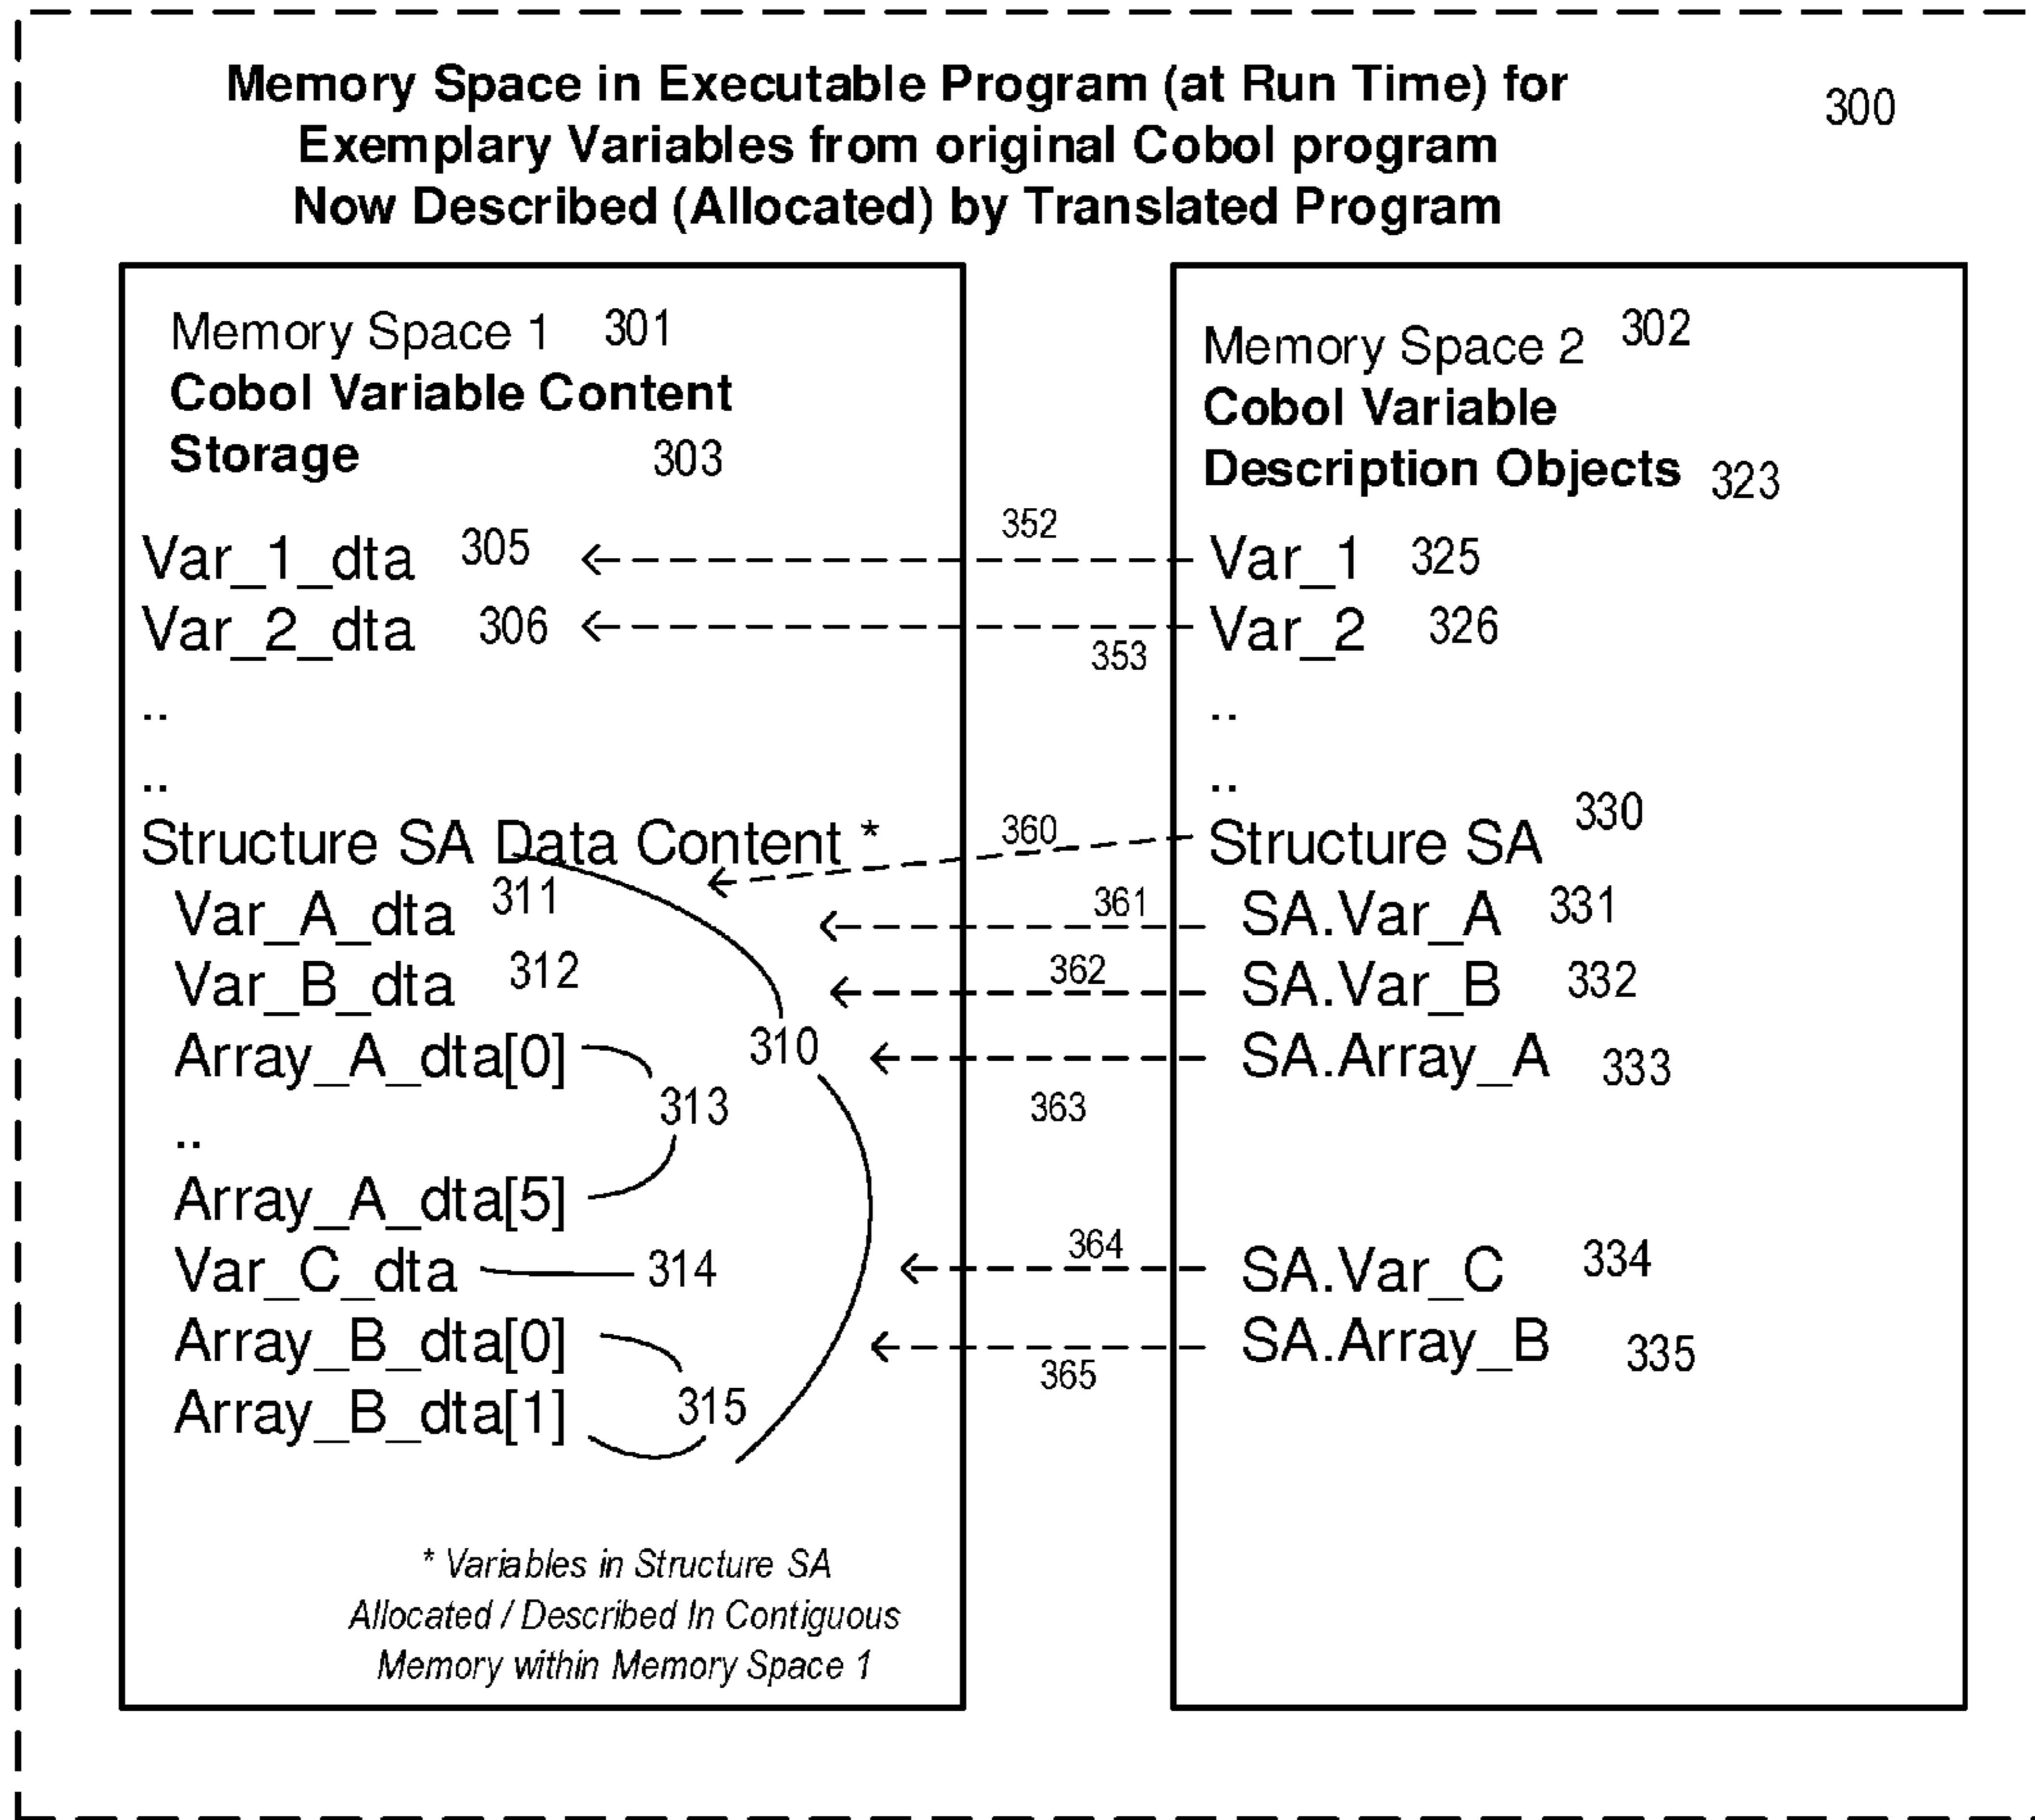 Memory Space in Executable Program (at Run Time) for
300
Exemplary Variables from original Cobol program
Now Described (Allocated) by Translated Program
Memory Space 1 301
Cobol Variable Content
Storage 303
Var_1_dta 305
Var_2_dta 306
..
..
Structure SA Data Content *
Var_A_dta 311
Var_B_dta 312
Array_A_dta[0]
310
313
..
Array_A_dta[5]
Var_C_dta 314
Array_B_dta[0]
Array_B_dta[1] 315
* Variables in Structure SA
Allocated / Described In Contiguous
Memory within Memory Space 1
352
353
360
361
362
363
364
365
Memory Space 2 302
Cobol Variable
Description Objects 323
Var_1 325
Var_2 326
..
..
Structure SA 330
SA.Var_A 331
SA.Var_B 332
SA.Array_A 333
SA.Var_C 334
SA.Array_B 335